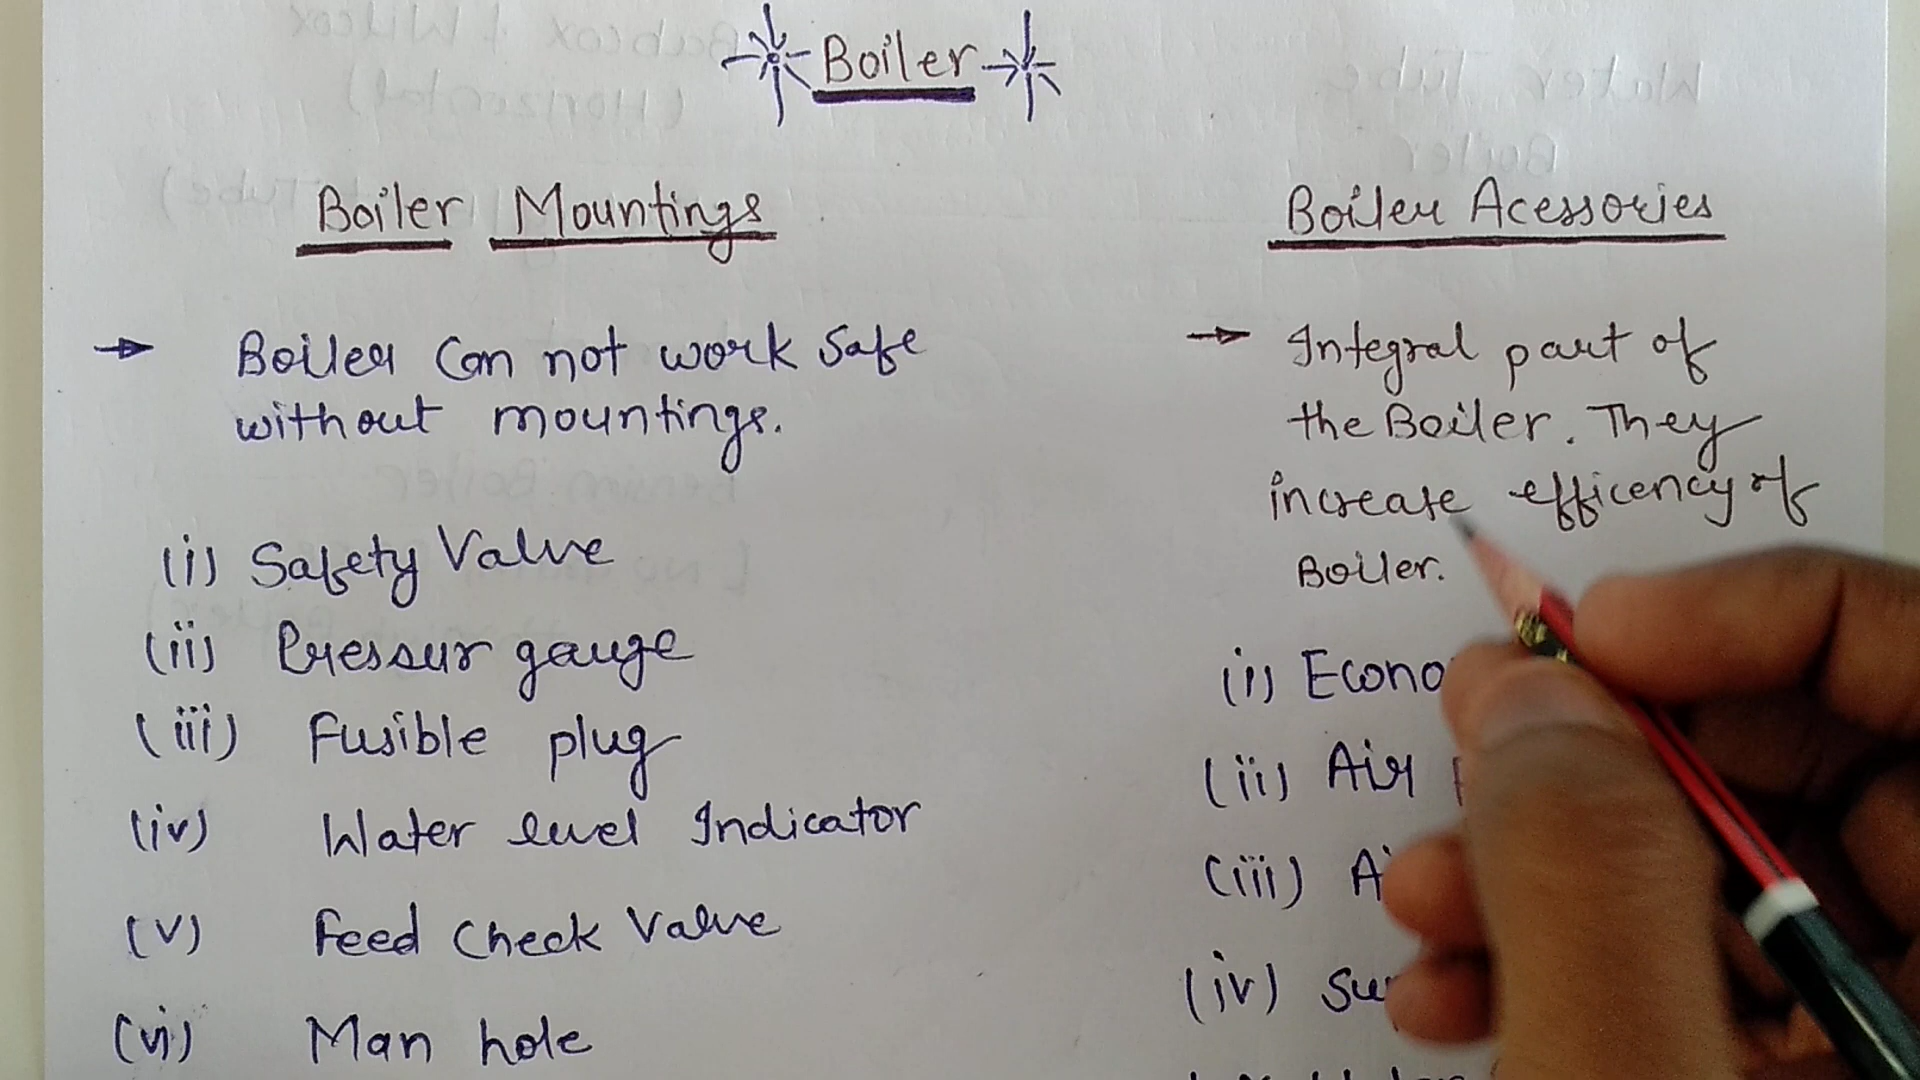 Boiler
Boiler Mountings
Boiler can not work safe
without mountings.
(i) Safety Valve
(ii) Pressur gauge
(iii) Fusible plug
(iv) Water level Indicator
(v) Feed Check Valve
(vi) Man hole
Boiler Acessories
Integral part of
the Boiler. They
increase efficency of
Boiler.
(i) Econo
(ii) Air
(iii) Ai
(iv) Su